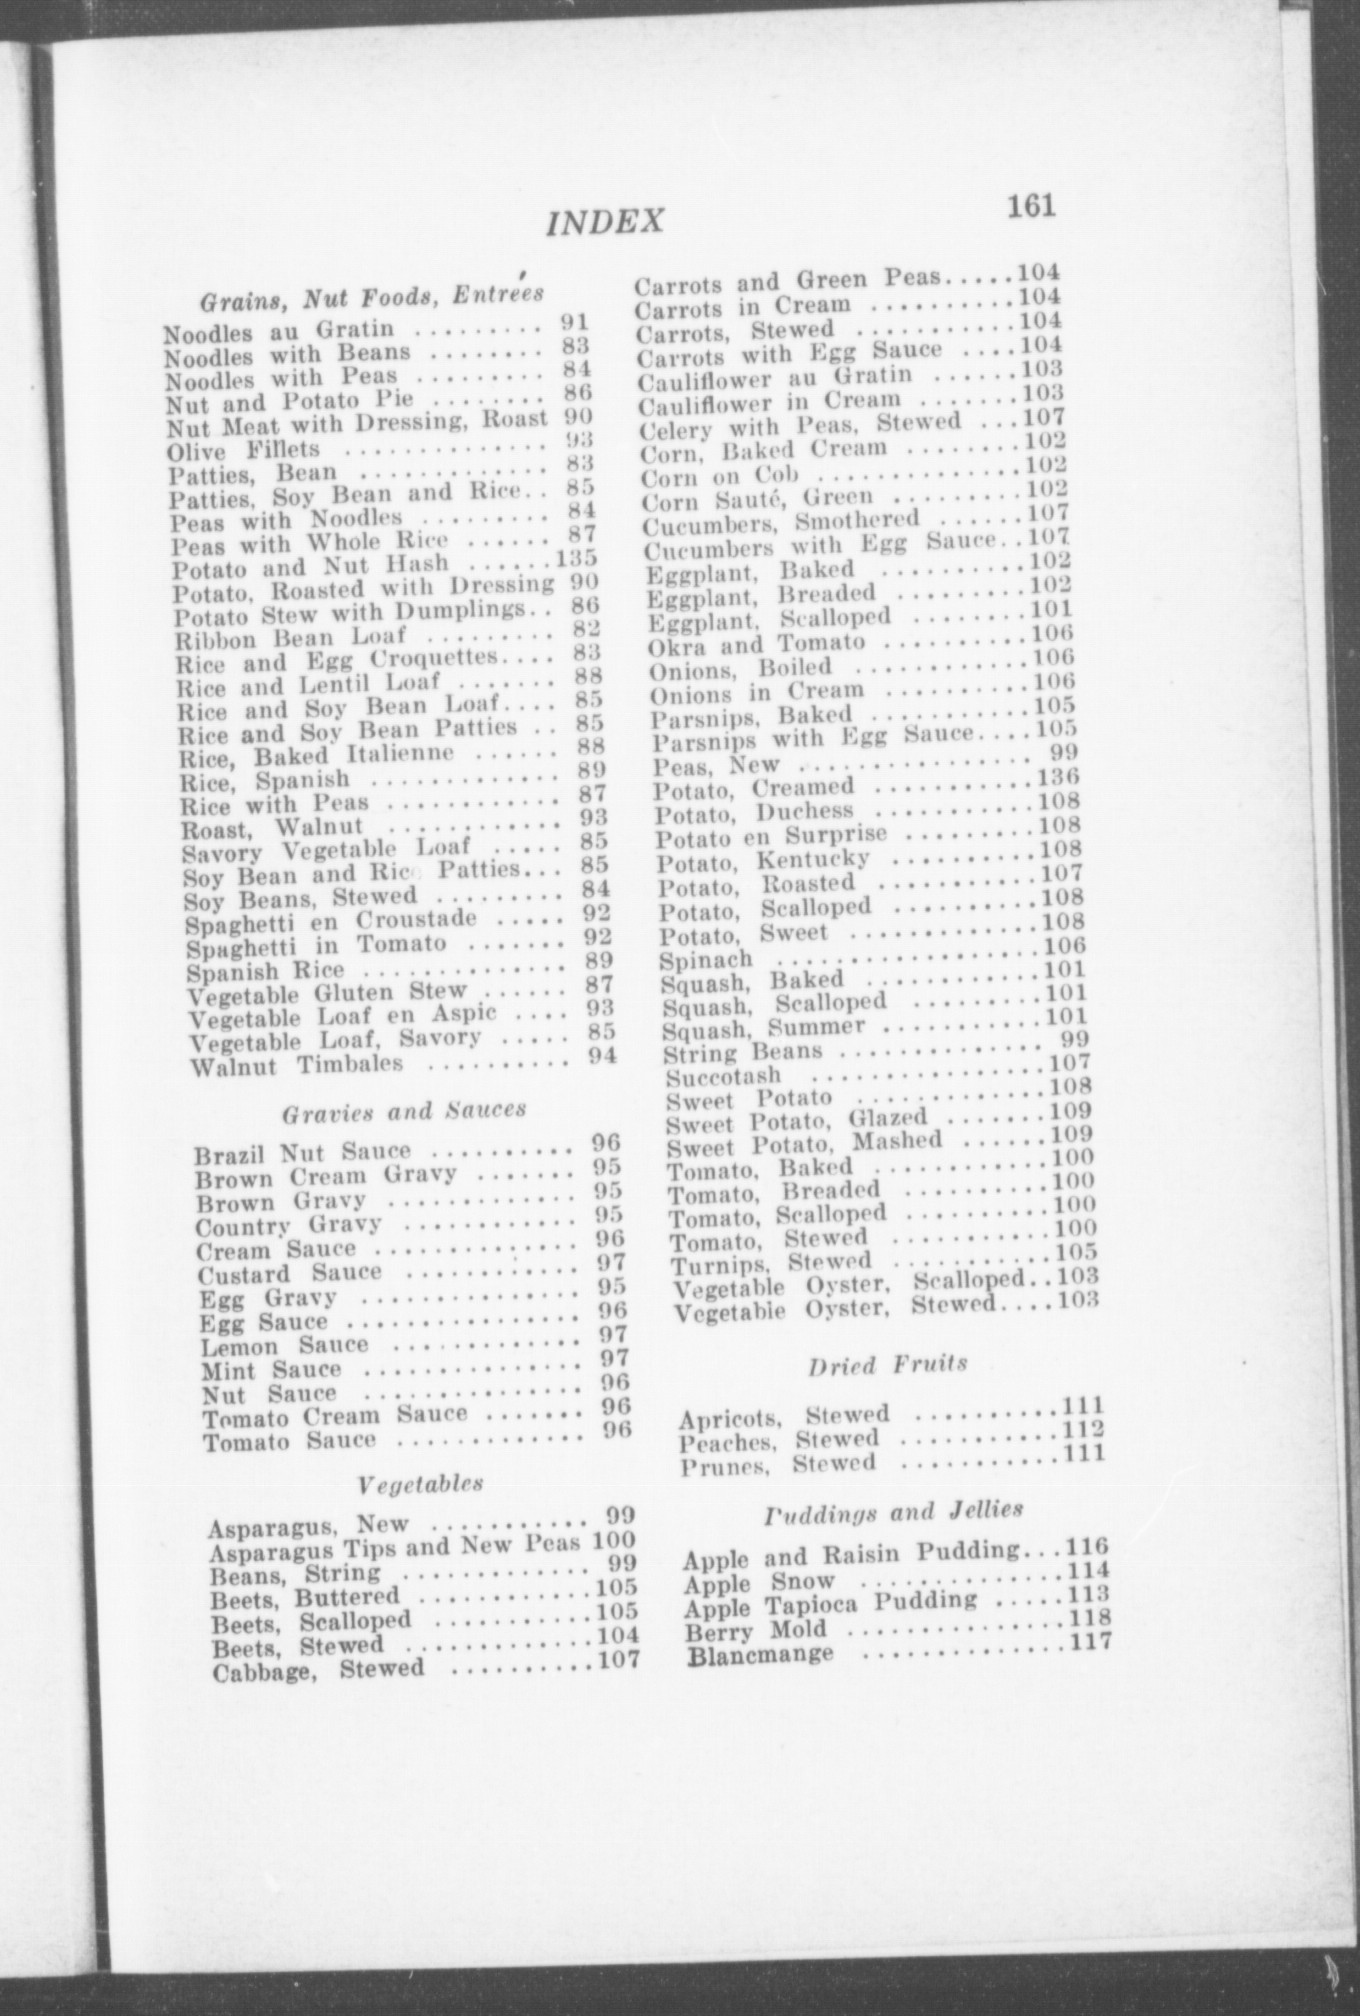 INDEX
161
Grains, Nut Foods, Entrées
Noodles au Gratin ......... 91
Noodles with Beans ........ 83
Noodles with Peas ......... 84
Nut and Potato Pie ........ 86
Nut Meat with Dressing, Roast 90
Olive Fillets .............. 93
Patties, Bean ............. 83
Patties, Soy Bean and Rice.. 85
Peas with Noodles ......... 84
Peas with Whole Rice ...... 87
Potato and Nut Hash ......135
Potato, Roasted with Dressing 90
Potato Stew with Dumplings.. 86
Ribbon Bean Loaf ......... 82
Rice and Egg Croquettes.... 83
Rice and Lentil Loaf ....... 88
Rice and Soy Bean Loaf.... 85
Rice and Soy Bean Patties .. 85
Rice, Baked Italienne ...... 88
Rice, Spanish ............. 89
Rice with Peas ............ 87
Roast, Walnut ............ 93
Savory Vegetable Loaf ..... 85
Soy Bean and Rice Patties... 85
Soy Beans, Stewed ......... 84
Spaghetti en Croustade ..... 92
Spaghetti in Tomato ....... 92
Spanish Rice .............. 89
Vegetable Gluten Stew ...... 87
Vegetable Loaf en Aspic .... 93
Vegetable Loaf, Savory ..... 85
Walnut Timbales .......... 94
Gravies and Sauces
Brazil Nut Sauce .......... 96
Brown Cream Gravy ....... 95
Brown Gravy ............. 95
Country Gravy ............ 95
Cream Sauce .............. 96
Custard Sauce ............ 97
Egg Gravy ............... 95
Egg Sauce ................ 96
Lemon Sauce ............. 97
Mint Sauce ............... 97
Nut Sauce ............... 96
Tomato Cream Sauce ....... 96
Tomato Sauce ............. 96
Vegetables
Asparagus, New ........... 99
Asparagus Tips and New Peas 100
Beans, String ............. 99
Beets, Buttered ............105
Beets, Scalloped ...........105
Beets, Stewed .............104
Cabbage, Stewed ..........107
Carrots and Green Peas.....104
Carrots in Cream ..........104
Carrots, Stewed ...........104
Carrots with Egg Sauce ....104
Cauliflower au Gratin ......103
Cauliflower in Cream .......103
Celery with Peas, Stewed ...107
Corn, Baked Cream ........102
Corn on Cob ..............102
Corn Sauté, Green .........102
Cucumbers, Smothered ......107
Cucumbers with Egg Sauce..107
Eggplant, Baked ..........102
Eggplant, Breaded .........102
Eggplant, Scalloped ........101
Okra and Tomato ..........106
Onions, Boiled ............106
Onions in Cream ..........106
Parsnips, Baked ...........105
Parsnips with Egg Sauce....105
Peas, New ................ 99
Potato, Creamed ...........136
Potato, Duchess ...........108
Potato en Surprise .........108
Potato, Kentucky ..........108
Potato, Roasted ...........107
Potato, Scalloped ..........108
Potato, Sweet .............108
Spinach ..................106
Squash, Baked ............101
Squash, Scalloped .........101
Squash, Summer ...........101
String Beans .............. 99
Succotash ................107
Sweet Potato .............108
Sweet Potato, Glazed .......109
Sweet Potato, Mashed ......109
Tomato, Baked ............100
Tomato, Breaded ..........100
Tomato, Scalloped ..........100
Tomato, Stewed ...........100
Turnips, Stewed ...........105
Vegetable Oyster, Scalloped..103
Vegetable Oyster, Stewed....103
Dried Fruits
Apricots, Stewed ..........111
Peaches, Stewed ...........112
Prunes, Stewed ...........111
Puddings and Jellies
Apple and Raisin Pudding...116
Apple Snow ..............114
Apple Tapioca Pudding .....113
Berry Mold ...............118
Blancmange ..............117